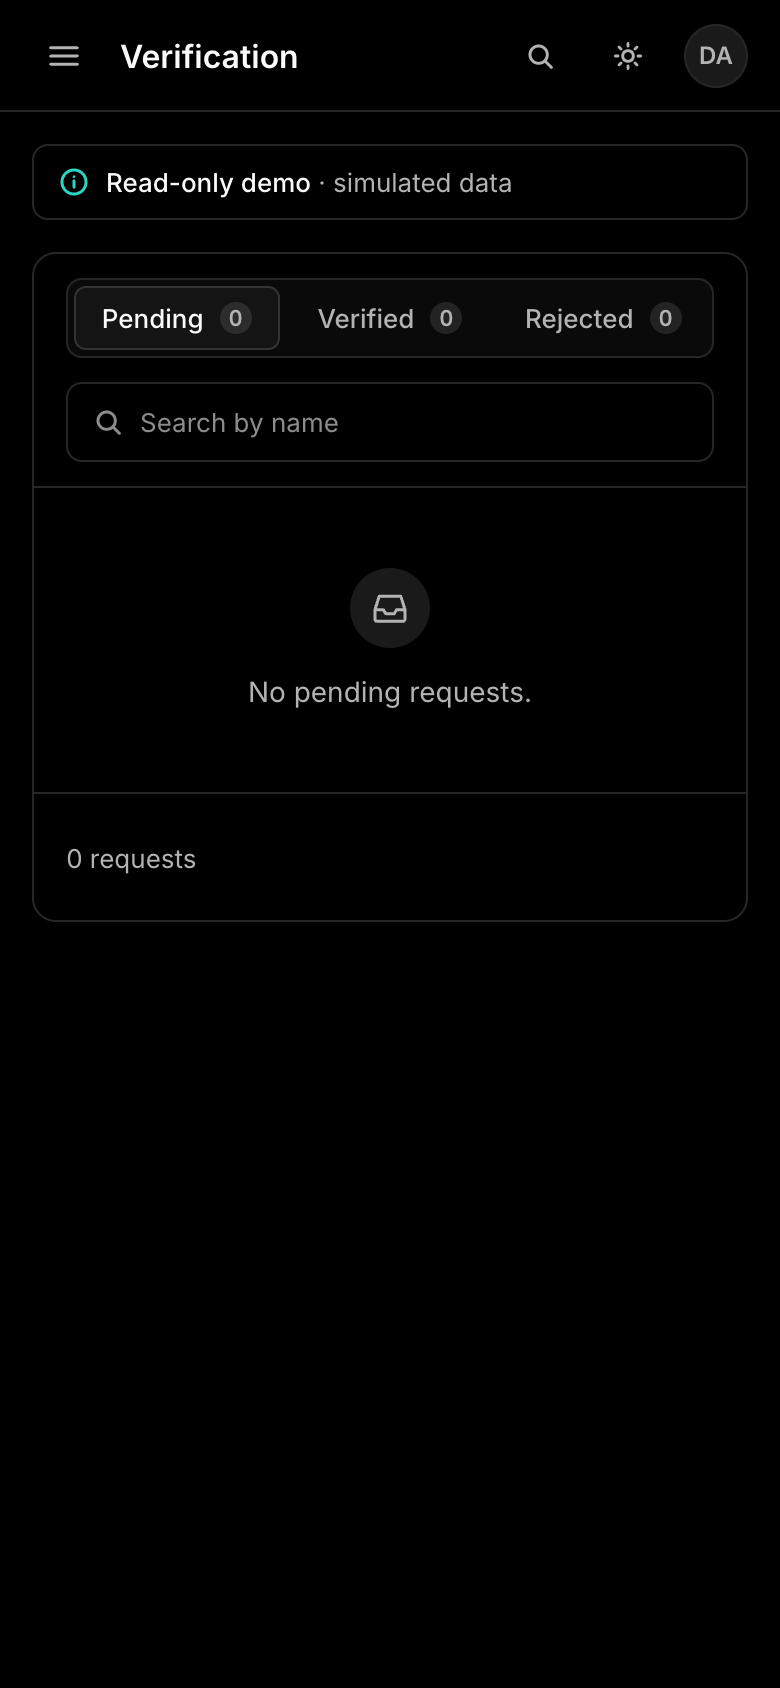 Verification
DA
Read-only demo · simulated data
Pending 0 Verified 0 Rejected 0
Search by name
No pending requests.
0 requests